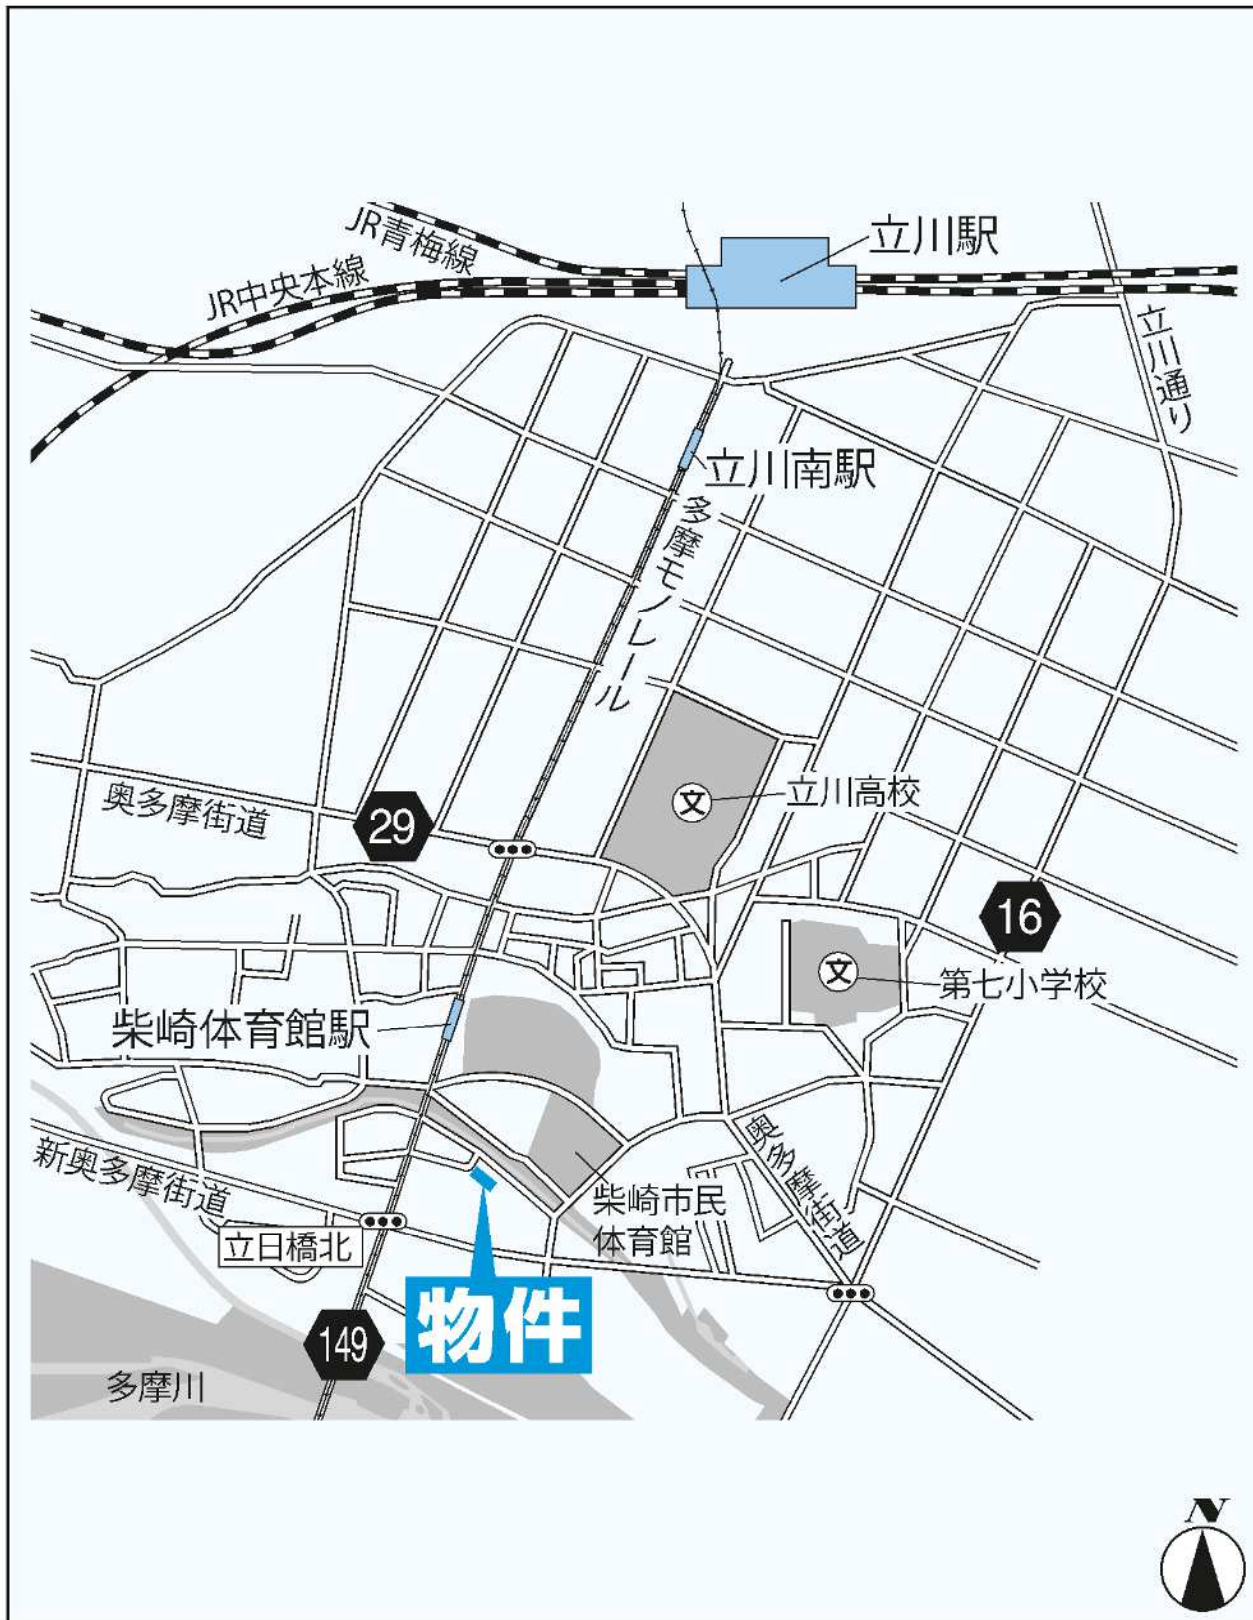 JR青梅線
立川駅
JR中央本線
立川通り
立川南駅
多摩モノレール
奥多摩街道
29
立川高校
文
16
文
第七小学校
柴崎体育館駅
新奥多摩街道
奥多摩街道
柴崎市民
体育館
立日橋北
物件
149
多摩川
N